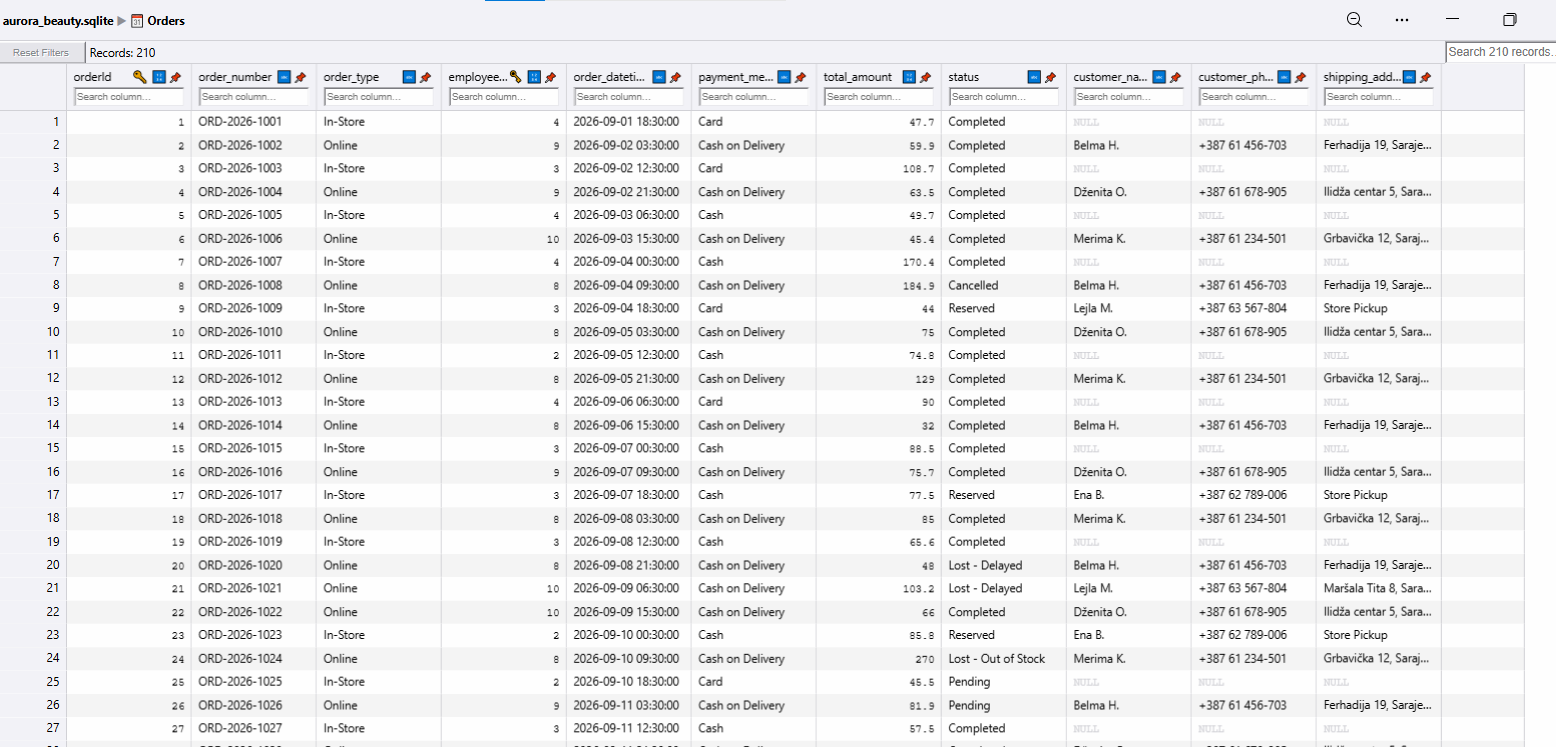 aurora_beauty.sqlite Orders
Reset Filters Records: 210 Search 210 records...
orderId order_number order_type employee... order_dateti... payment_me... total_amount status customer_na... customer_ph... shipping_add...
Search column... Search column... Search column... Search column... Search column... Search column... Search column... Search column... Search column... Search column... Search column...
1 1 ORD-2026-1001 In-Store 4 2026-09-01 18:30:00 Card 47.7 Completed NULL NULL NULL
2 2 ORD-2026-1002 Online 9 2026-09-02 03:30:00 Cash on Delivery 59.9 Completed Belma H. +387 61 456-703 Ferhadija 19, Saraje...
3 3 ORD-2026-1003 In-Store 3 2026-09-02 12:30:00 Card 108.7 Completed NULL NULL NULL
4 4 ORD-2026-1004 Online 9 2026-09-02 21:30:00 Cash on Delivery 63.5 Completed Dženita O. +387 61 678-905 Ilidža centar 5, Sara...
5 5 ORD-2026-1005 In-Store 4 2026-09-03 06:30:00 Cash 49.7 Completed NULL NULL NULL
6 6 ORD-2026-1006 Online 10 2026-09-03 15:30:00 Cash on Delivery 45.4 Completed Merima K. +387 61 234-501 Grbavička 12, Saraj...
7 7 ORD-2026-1007 In-Store 4 2026-09-04 00:30:00 Cash 170.4 Completed NULL NULL NULL
8 8 ORD-2026-1008 Online 8 2026-09-04 09:30:00 Cash on Delivery 184.9 Cancelled Belma H. +387 61 456-703 Ferhadija 19, Saraje...
9 9 ORD-2026-1009 In-Store 3 2026-09-04 18:30:00 Card 44 Reserved Lejla M. +387 63 567-804 Store Pickup
10 10 ORD-2026-1010 Online 8 2026-09-05 03:30:00 Cash on Delivery 75 Completed Dženita O. +387 61 678-905 Ilidža centar 5, Sara...
11 11 ORD-2026-1011 In-Store 2 2026-09-05 12:30:00 Cash 74.8 Completed NULL NULL NULL
12 12 ORD-2026-1012 Online 8 2026-09-05 21:30:00 Cash on Delivery 129 Completed Merima K. +387 61 234-501 Grbavička 12, Saraj...
13 13 ORD-2026-1013 In-Store 4 2026-09-06 06:30:00 Card 90 Completed NULL NULL NULL
14 14 ORD-2026-1014 Online 8 2026-09-06 15:30:00 Cash on Delivery 32 Completed Belma H. +387 61 456-703 Ferhadija 19, Saraje...
15 15 ORD-2026-1015 In-Store 3 2026-09-07 00:30:00 Cash 88.5 Completed NULL NULL NULL
16 16 ORD-2026-1016 Online 9 2026-09-07 09:30:00 Cash on Delivery 75.7 Completed Dženita O. +387 61 678-905 Ilidža centar 5, Sara...
17 17 ORD-2026-1017 In-Store 3 2026-09-07 18:30:00 Cash 77.5 Reserved Ena B. +387 62 789-006 Store Pickup
18 18 ORD-2026-1018 Online 8 2026-09-08 03:30:00 Cash on Delivery 85 Completed Merima K. +387 61 234-501 Grbavička 12, Saraj...
19 19 ORD-2026-1019 In-Store 3 2026-09-08 12:30:00 Cash 65.6 Completed NULL NULL NULL
20 20 ORD-2026-1020 Online 8 2026-09-08 21:30:00 Cash on Delivery 48 Lost - Delayed Belma H. +387 61 456-703 Ferhadija 19, Saraje...
21 21 ORD-2026-1021 Online 10 2026-09-09 06:30:00 Cash on Delivery 103.2 Lost - Delayed Lejla M. +387 63 567-804 Maršala Tita 8, Sara...
22 22 ORD-2026-1022 Online 10 2026-09-09 15:30:00 Cash on Delivery 66 Completed Dženita O. +387 61 678-905 Ilidža centar 5, Sara...
23 23 ORD-2026-1023 In-Store 2 2026-09-10 00:30:00 Cash 85.8 Reserved Ena B. +387 62 789-006 Store Pickup
24 24 ORD-2026-1024 Online 8 2026-09-10 09:30:00 Cash on Delivery 270 Lost - Out of Stock Merima K. +387 61 234-501 Grbavička 12, Saraj...
25 25 ORD-2026-1025 In-Store 2 2026-09-10 18:30:00 Card 45.5 Pending NULL NULL NULL
26 26 ORD-2026-1026 Online 9 2026-09-11 03:30:00 Cash on Delivery 81.9 Pending Belma H. +387 61 456-703 Ferhadija 19, Saraje...
27 27 ORD-2026-1027 In-Store 3 2026-09-11 12:30:00 Cash 57.5 Completed NULL NULL NULL